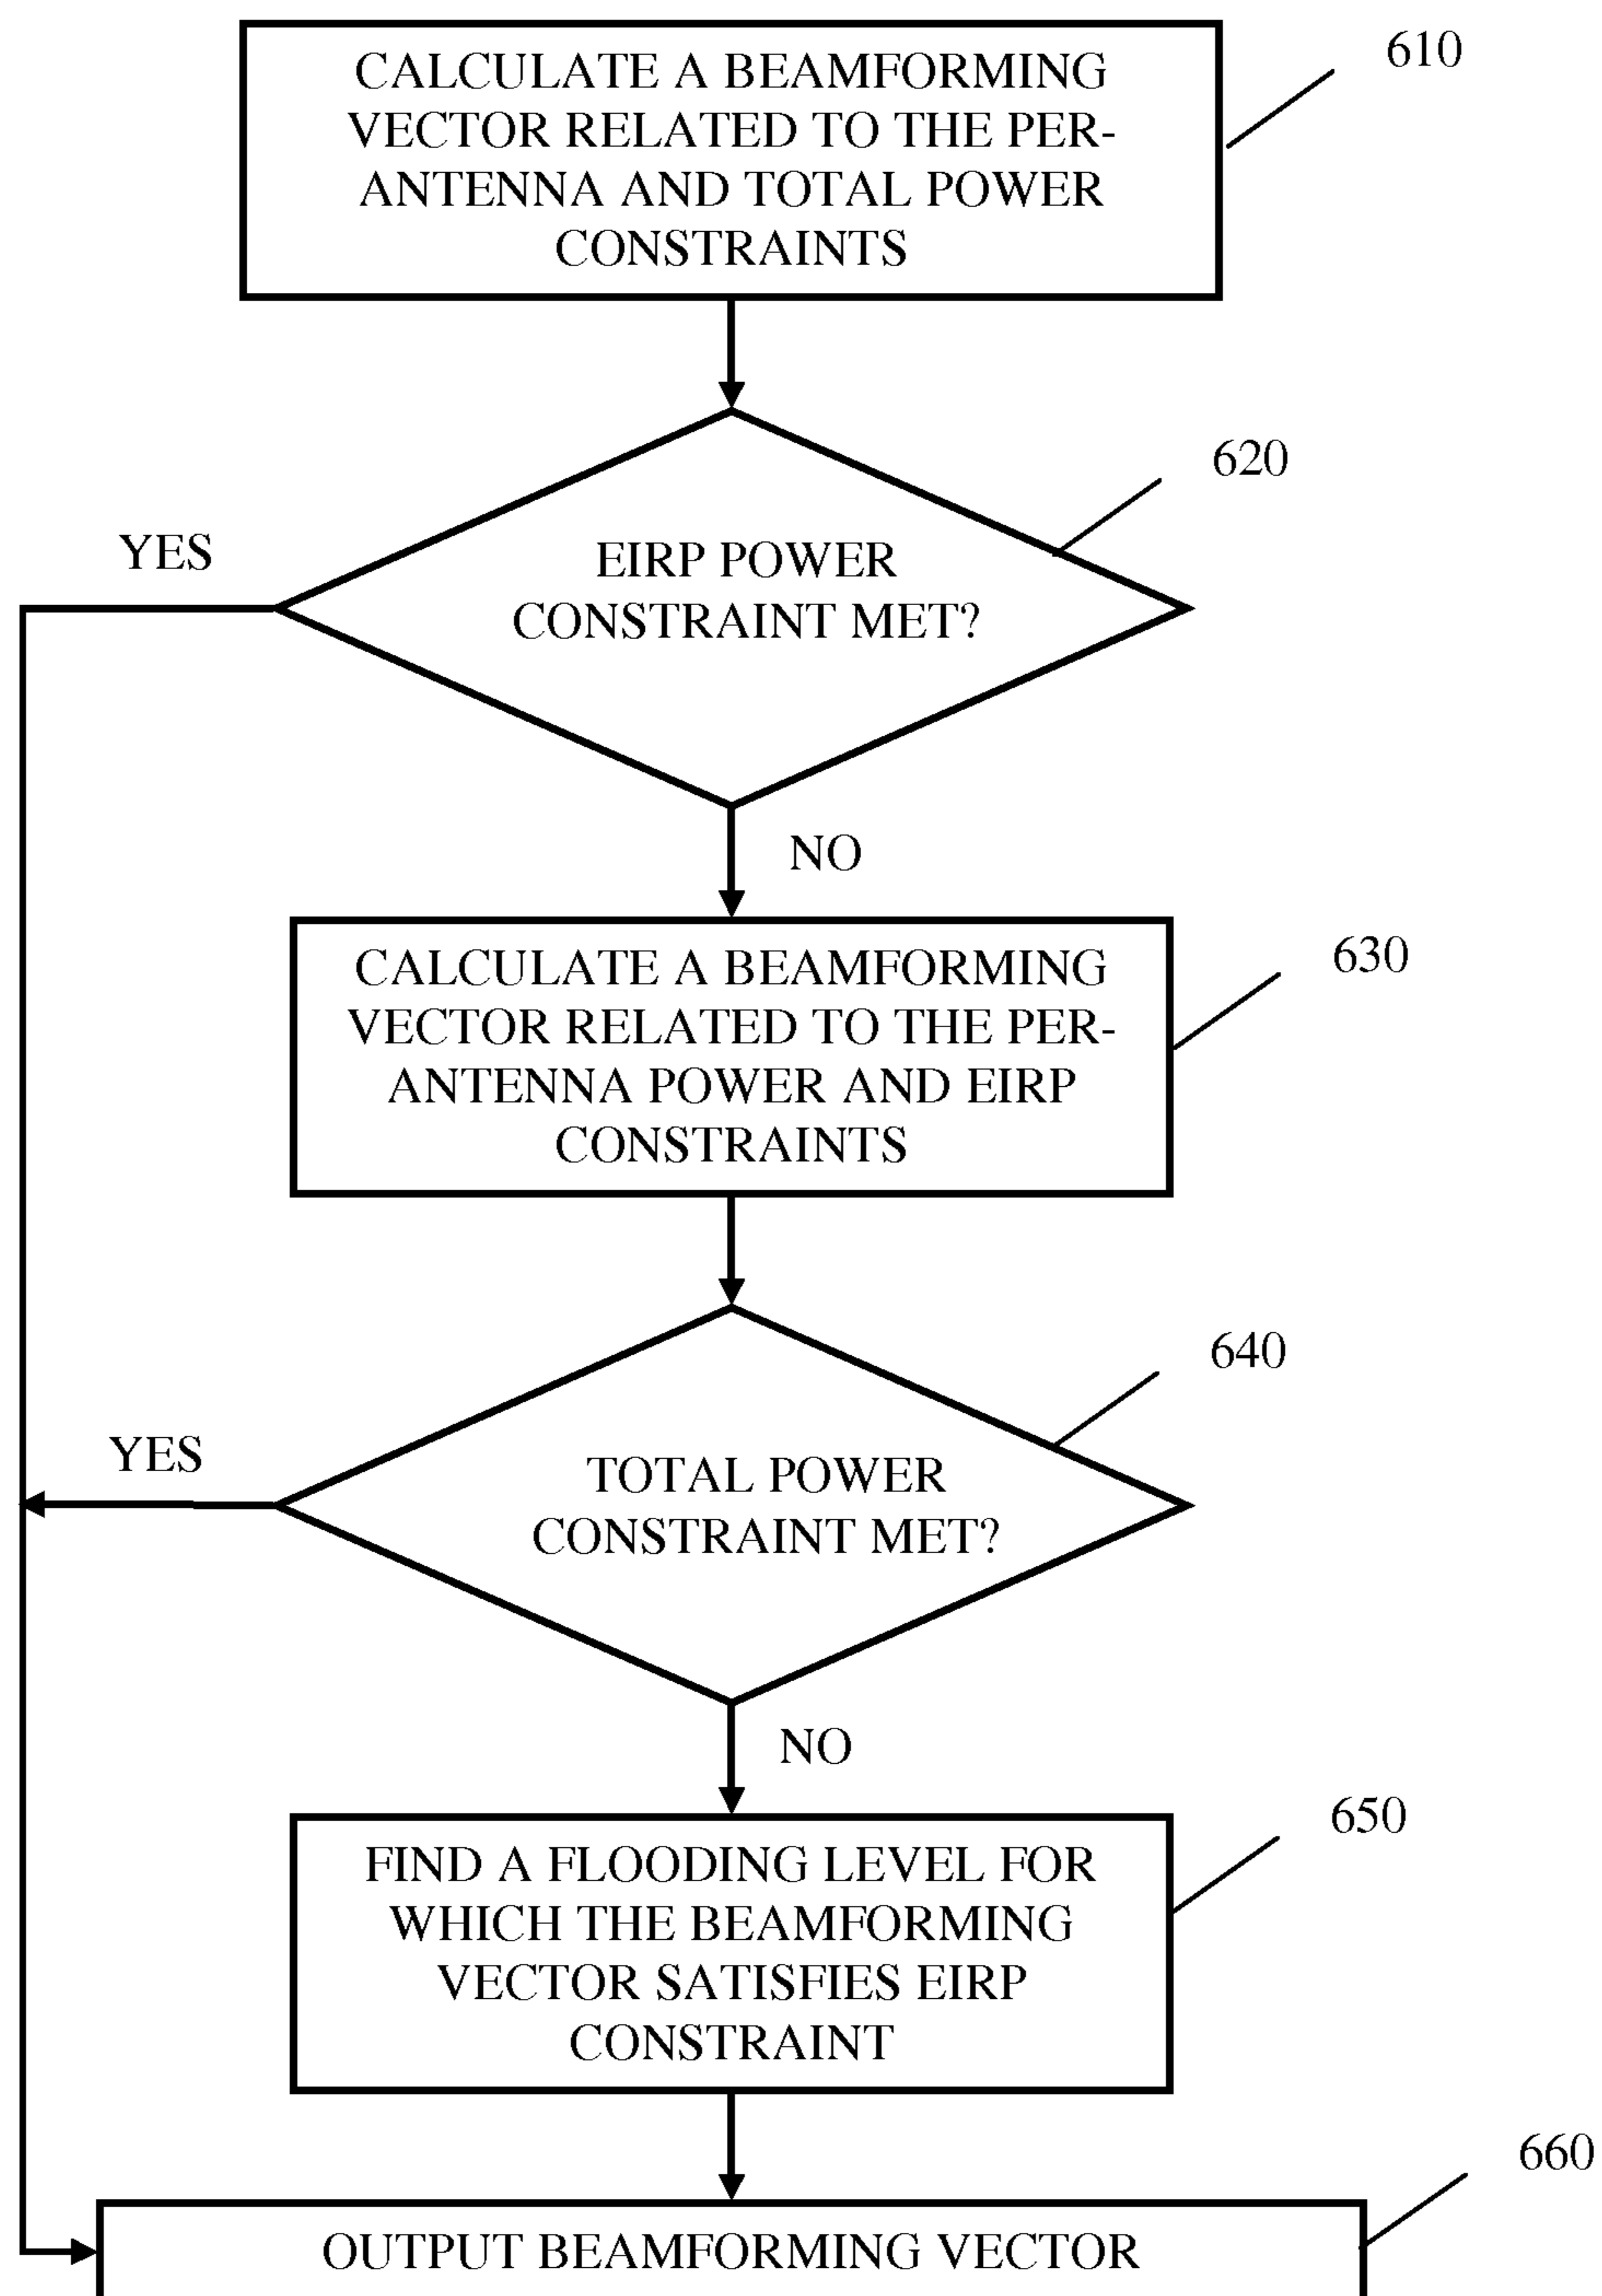 610
CALCULATE A BEAMFORMING
VECTOR RELATED TO THE PER-
ANTENNA AND TOTAL POWER
CONSTRAINTS
620
YES
EIRP POWER
CONSTRAINT MET?
NO
630
CALCULATE A BEAMFORMING
VECTOR RELATED TO THE PER-
ANTENNA POWER AND EIRP
CONSTRAINTS
640
YES
TOTAL POWER
CONSTRAINT MET?
NO
650
FIND A FLOODING LEVEL FOR
WHICH THE BEAMFORMING
VECTOR SATISFIES EIRP
CONSTRAINT
660
OUTPUT BEAMFORMING VECTOR